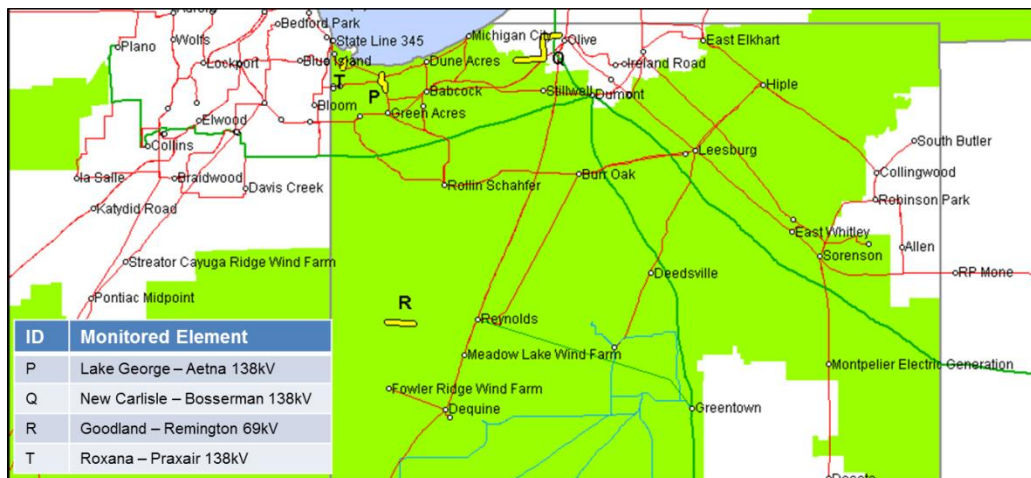 Bedford Park
Wolfs
State Line 345
Michigan City
Olive
East Elkhart
Plano
Lockport
Blue Island
Dune Acres
Q
Ireland Road
T
P
Babcock
Stillwell
Dumont
Hiple
Bloom
Green Acres
Elwood
Collins
South Butler
Leesburg
la Salle
Braidwood
Davis Creek
Rollin Schahfer
Burr Oak
Collingwood
Katydid Road
Robinson Park
East Whitley
Allen
Sorenson
Streator Cayuga Ridge Wind Farm
Deedsville
RP Mone
Pontiac Midpoint
R
Reynolds
ID Monitored Element
P Lake George – Aetna 138kV
Q New Carlisle – Bosserman 138kV
R Goodland – Remington 69kV
T Roxana – Praxair 138kV
Meadow Lake Wind Farm
Montpelier Electric Generation
Fowler Ridge Wind Farm
Dequine
Greentown